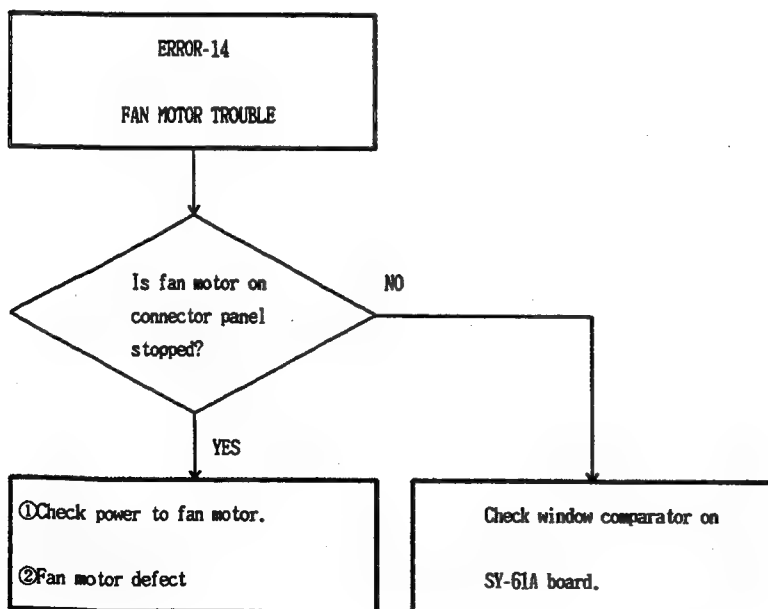 ERROR-14
FAN MOTOR TROUBLE
Is fan motor on
connector panel
stopped?
NO
YES
①Check power to fan motor.
②Fan motor defect
Check window comparator on
SY-61A board.